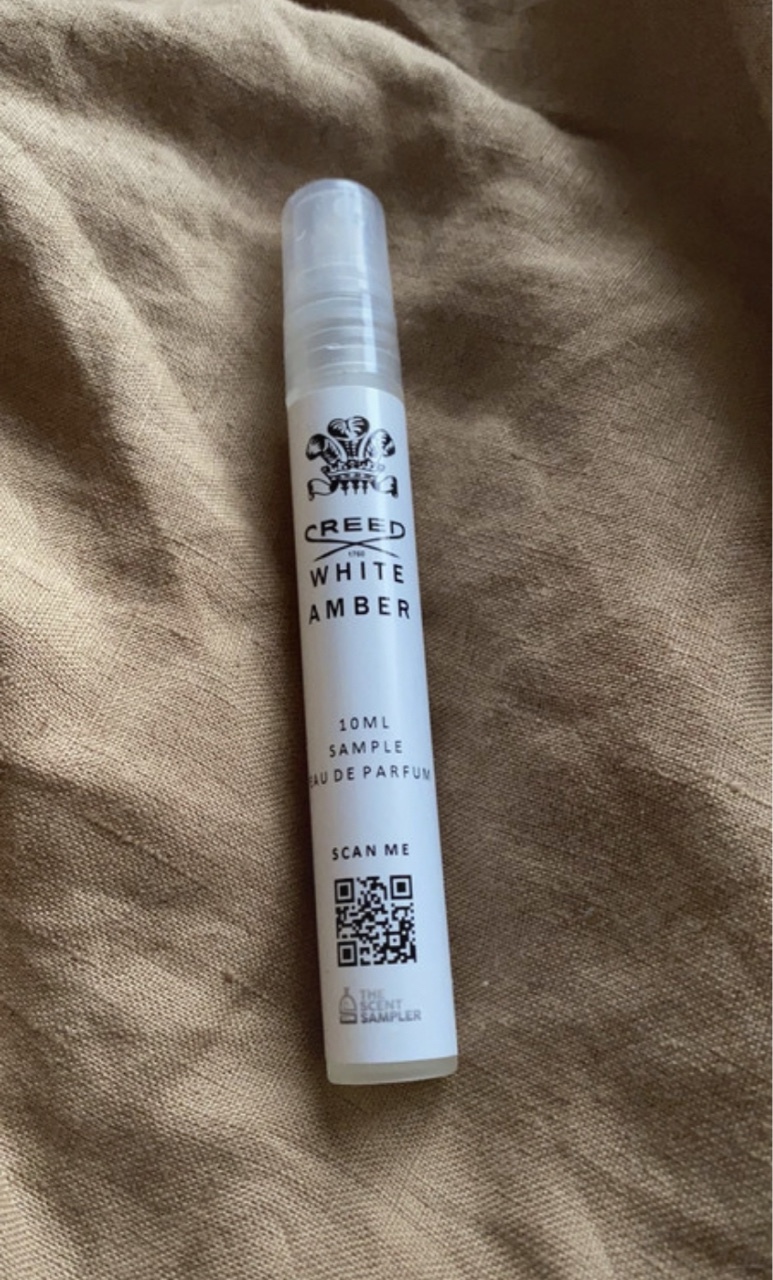 CREED
1760
WHITE
AMBER
10ML
SAMPLE
EAU DE PARFUM
SCAN ME
THE
SCENT
SAMPLER